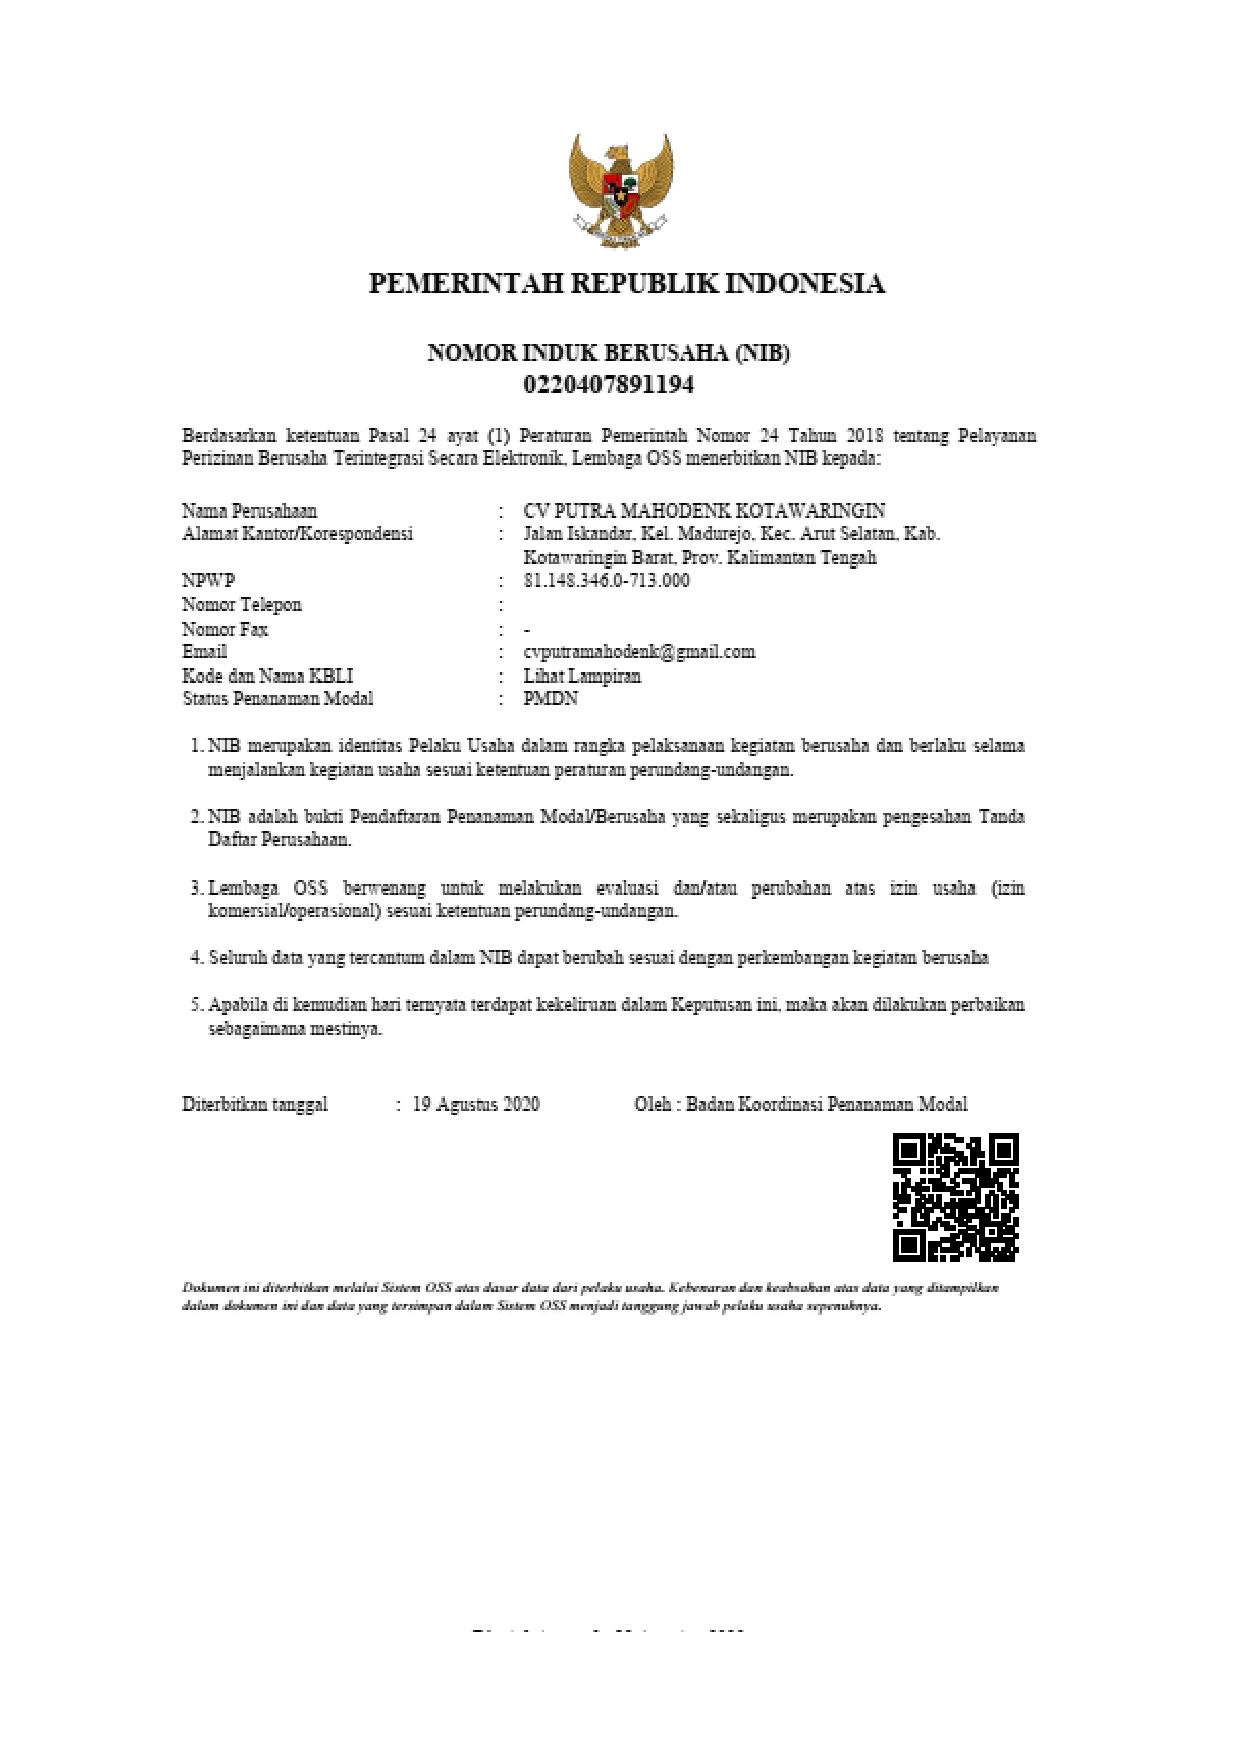 PEMERINTAH REPUBLIK INDONESIA
NOMOR INDUK BERUSAHA (NIB)
0220407891194
Berdasarkan ketentuan Pasal 24 ayat (1) Peraturan Pemerintah Nomor 24 Tahun 2018 tentang Pelayanan
Perizinan Berusaha Terintegrasi Secara Elektronik, Lembaga OSS menerbitkan NIB kepada:
Nama Perusahaan : CV PUTRA MAHODENK KOTAWARINGIN
Alamat Kantor/Korespondensi : Jalan Iskandar, Kel. Madurejo, Kec. Arut Selatan, Kab.
Kotawaringin Barat, Prov. Kalimantan Tengah
NPWP : 81.148.346.0-713.000
Nomor Telepon :
Nomor Fax : -
Email : cvputramahodenk@gmail.com
Kode dan Nama KBLI : Lihat Lampiran
Status Penanaman Modal : PMDN
1. NIB merupakan identitas Pelaku Usaha dalam rangka pelaksanaan kegiatan berusaha dan berlaku selama
menjalankan kegiatan usaha sesuai ketentuan peraturan perundang-undangan.
2. NIB adalah bukti Pendaftaran Penanaman Modal/Berusaha yang sekaligus merupakan pengesahan Tanda
Daftar Perusahaan.
3. Lembaga OSS berwenang untuk melakukan evaluasi dan/atau perubahan atas izin usaha (izin
komersial/operasional) sesuai ketentuan perundang-undangan.
4. Seluruh data yang tercantum dalam NIB dapat berubah sesuai dengan perkembangan kegiatan berusaha
5. Apabila di kemudian hari ternyata terdapat kekeliruan dalam Keputusan ini, maka akan dilakukan perbaikan
sebagaimana mestinya.
Diterbitkan tanggal : 19 Agustus 2020 Oleh : Badan Koordinasi Penanaman Modal
Dokumen ini diterbitkan melalui Sistem OSS atas dasar data dari pelaku usaha. Kebenaran dan keabsahan atas data yang ditampilkan
dalam dokumen ini dan data yang tersimpan dalam Sistem OSS menjadi tanggung jawab pelaku usaha sepenuhnya.